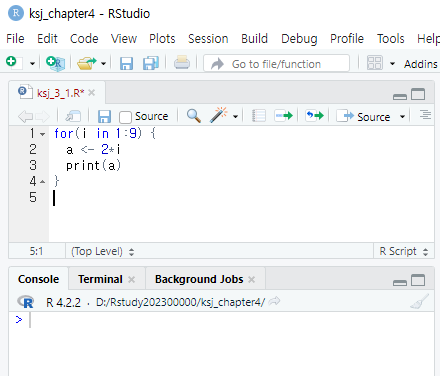 ksj_chapter4 - RStudio
File Edit Code View Plots Session Build Debug Profile Tools Help
Go to file/function Addins
ksj_3_1.R*
Source Source
1 for(i in 1:9) {
2 a <- 2*i
3 print(a)
4 }
5
5:1 (Top Level) R Script
Console Terminal Background Jobs
R 4.2.2 · D:/Rstudy202300000/ksj_chapter4/
>